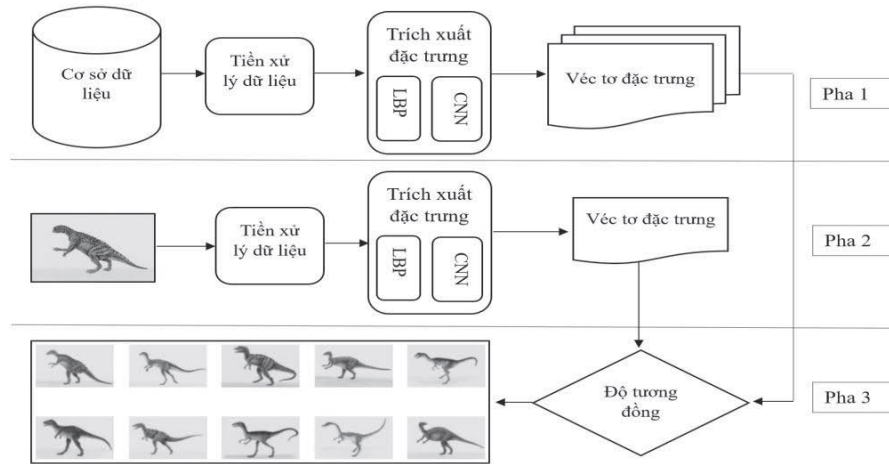 Cơ sở dữ
liệu
Tiền xử
lý dữ liệu
Trích xuất
đặc trưng
LBP
CNN
Véc tơ đặc trưng
Pha 1
Tiền xử
lý dữ liệu
Trích xuất
đặc trưng
LBP
CNN
Véc tơ đặc trưng
Pha 2
Độ tương
đồng
Pha 3